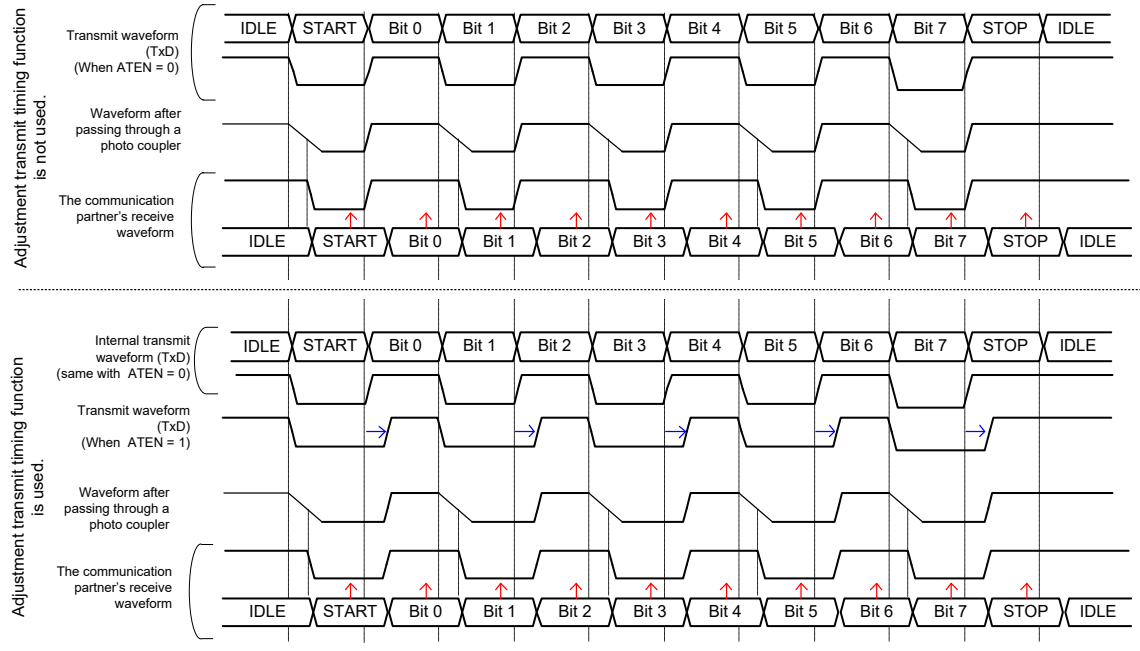 Adjustment transmit timing function
is not used.
Transmit waveform
(TxD)
(When ATEN = 0)
IDLE START Bit 0 Bit 1 Bit 2 Bit 3 Bit 4 Bit 5 Bit 6 Bit 7 STOP IDLE
Waveform after
passing through a
photo coupler
The communication
partner's receive
waveform
IDLE START Bit 0 Bit 1 Bit 2 Bit 3 Bit 4 Bit 5 Bit 6 Bit 7 STOP IDLE
Adjustment transmit timing function
is used.
Internal transmit
waveform (TxD)
(same with ATEN = 0)
IDLE START Bit 0 Bit 1 Bit 2 Bit 3 Bit 4 Bit 5 Bit 6 Bit 7 STOP IDLE
Transmit waveform
(TxD)
(When ATEN = 1)
Waveform after
passing through a
photo coupler
The communication
partner's receive
waveform
IDLE START Bit 0 Bit 1 Bit 2 Bit 3 Bit 4 Bit 5 Bit 6 Bit 7 STOP IDLE